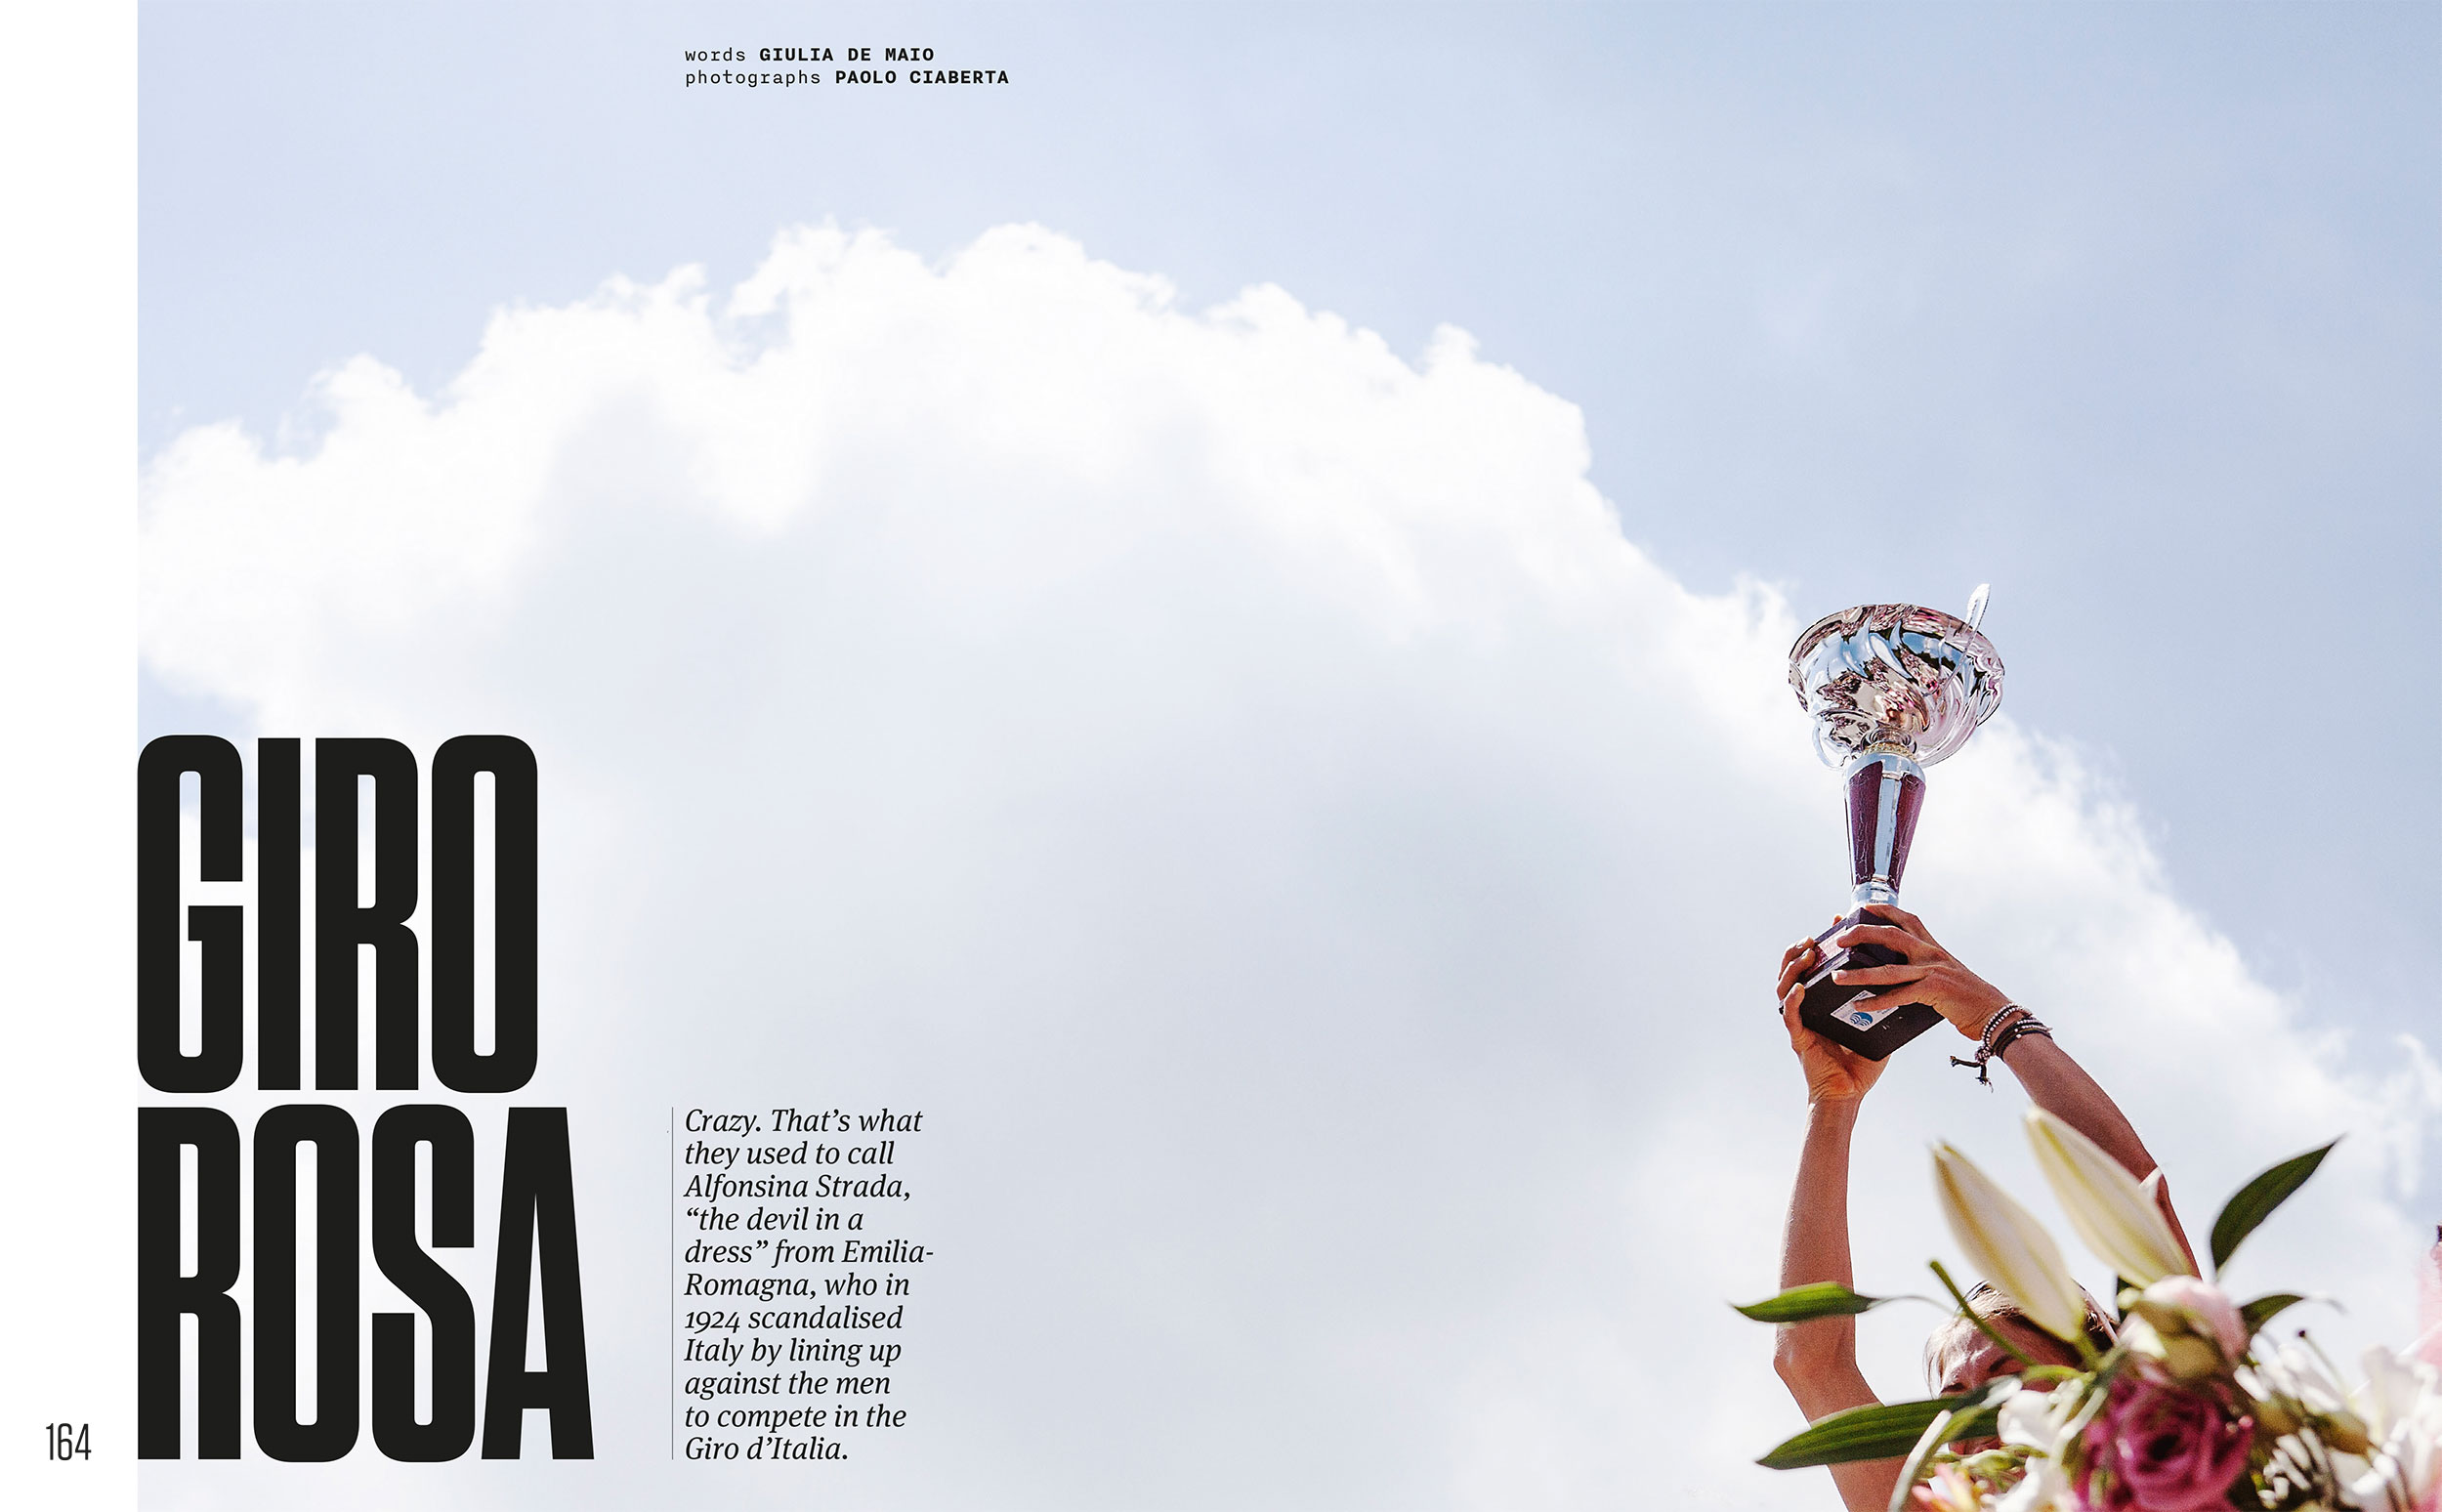 words GIULIA DE MAIO
photographs PAOLO CIABERTA
GIRO
ROSA
Crazy. That’s what
they used to call
Alfonsina Strada,
“the devil in a
dress” from Emilia-
Romagna, who in
1924 scandalised
Italy by lining up
against the men
to compete in the
Giro d’Italia.
164